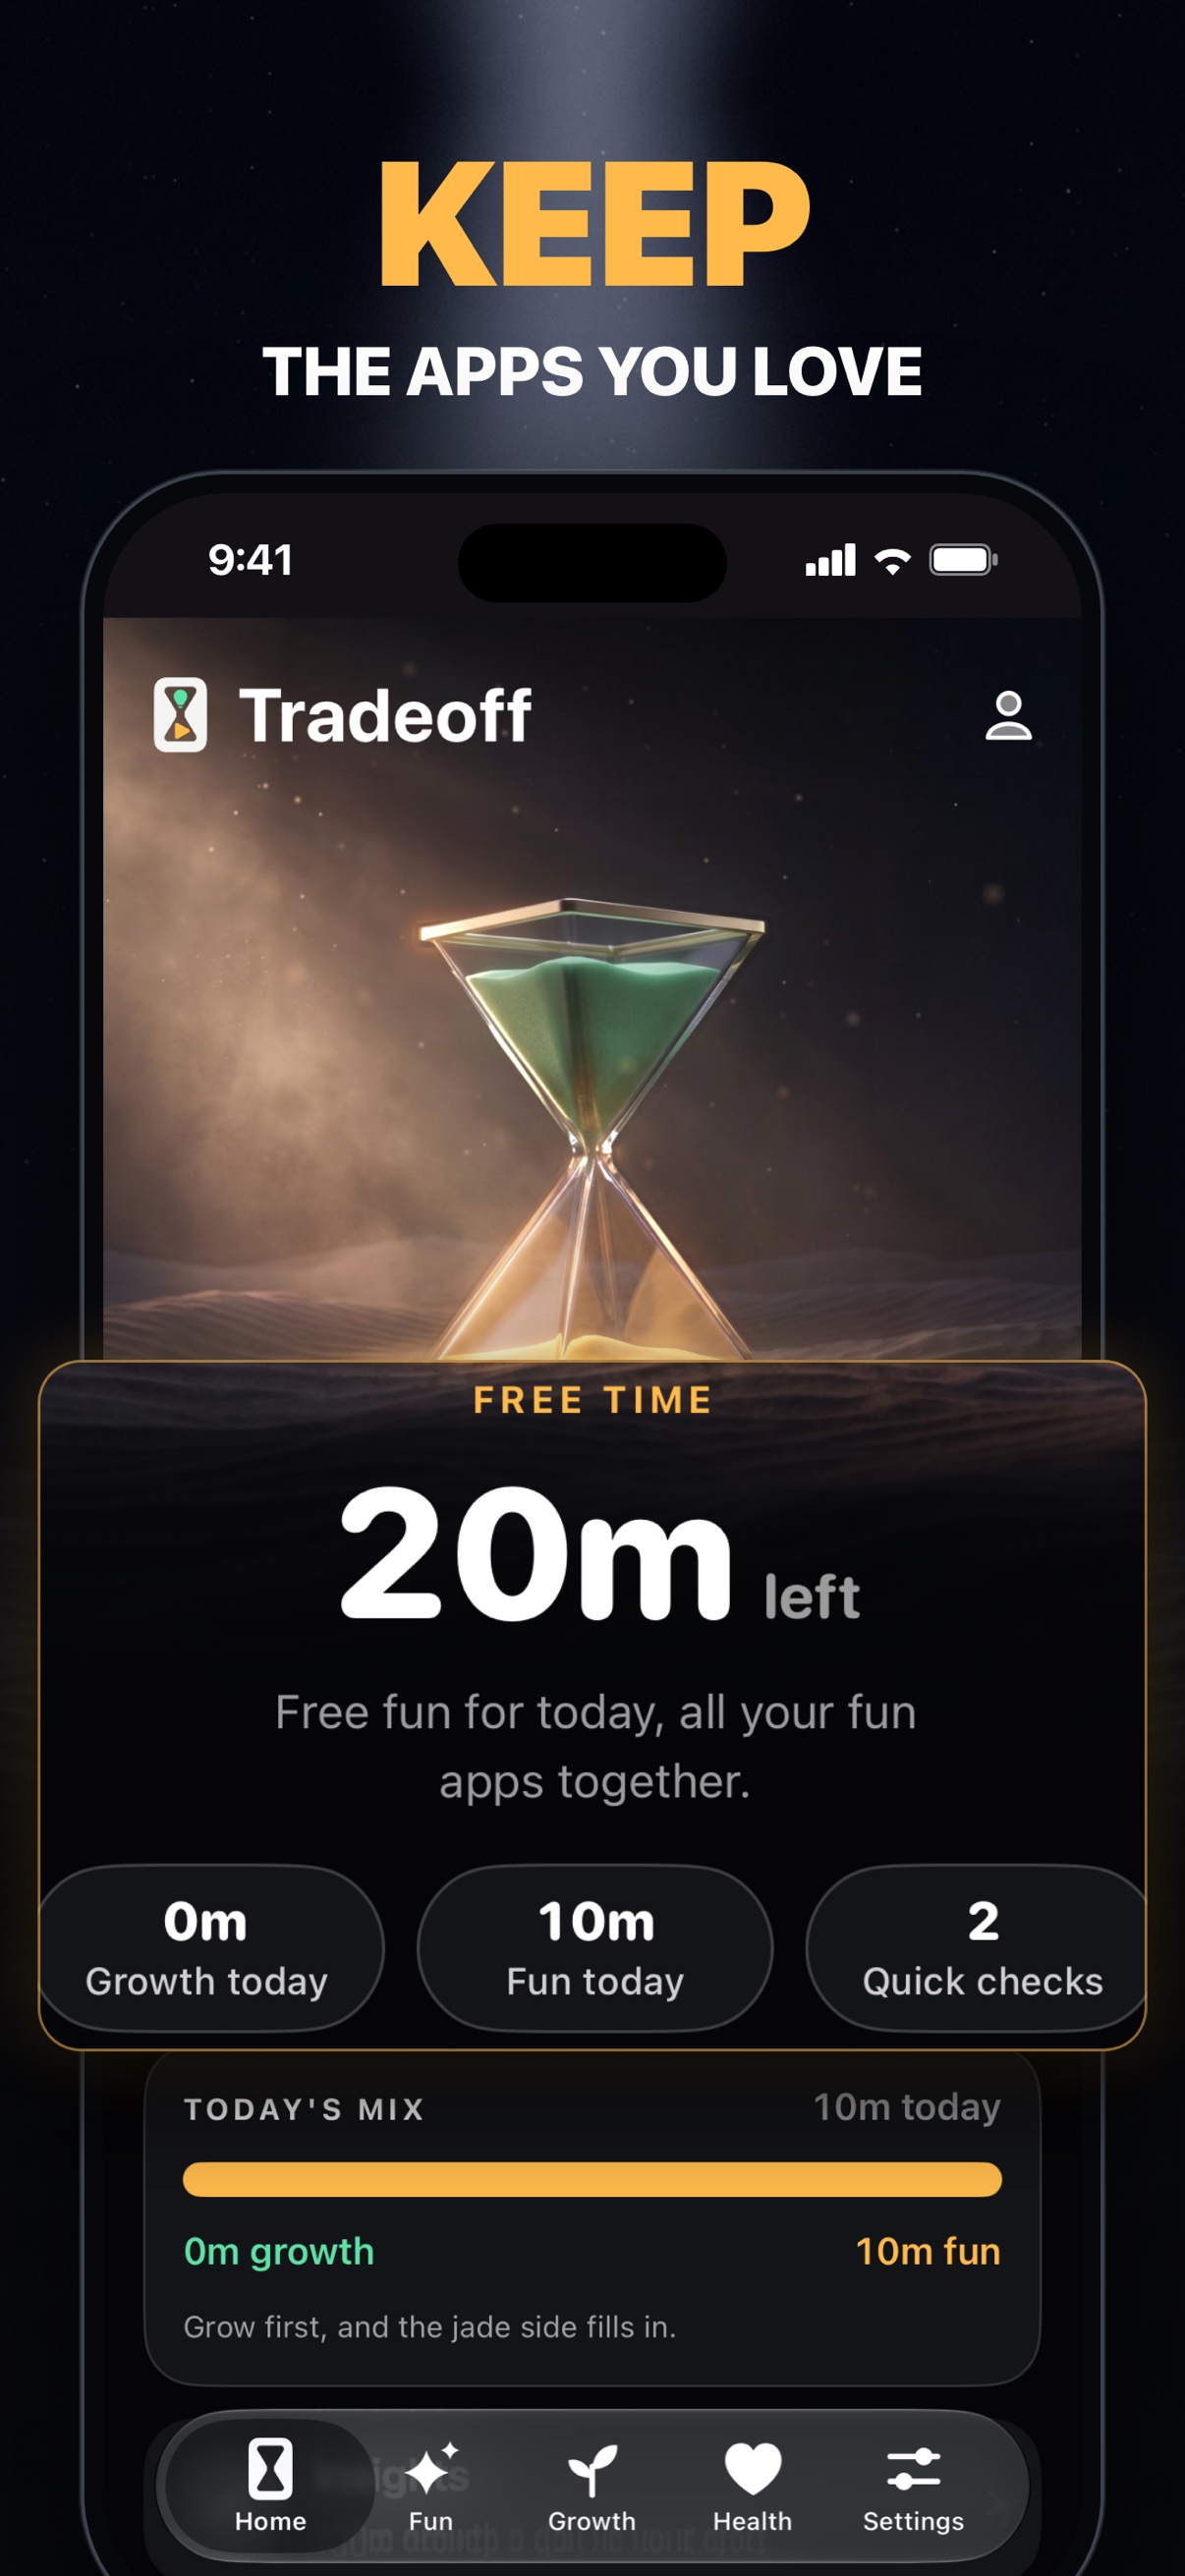 KEEP
THE APPS YOU LOVE
9:41
Tradeoff
FREE TIME
20m left
Free fun for today, all your fun
apps together.
0m
Growth today
10m
Fun today
2
Quick checks
TODAY'S MIX
10m today
0m growth
10m fun
Grow first, and the jade side fills in.
Home
Fun
Growth
Health
Settings